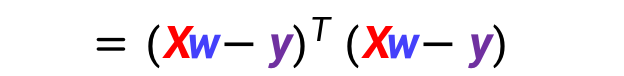 = (Xw − y)ᵀ (Xw − y)